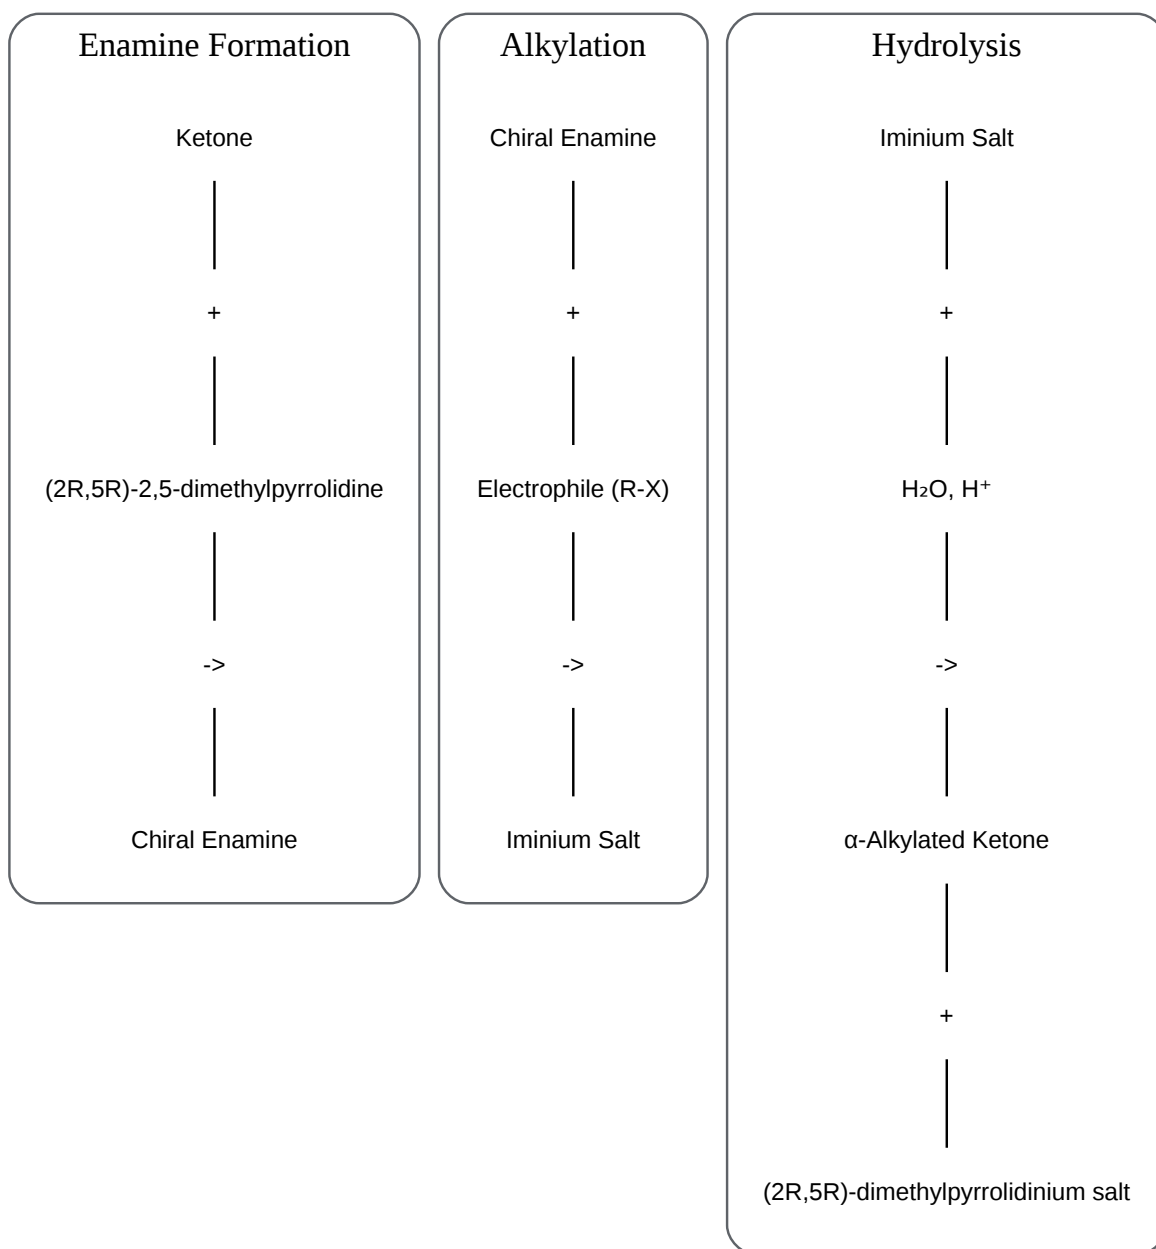 Enamine Formation
Ketone
+
(2R,5R)-2,5-dimethylpyrrolidine
->
Chiral Enamine
Alkylation
Chiral Enamine
+
Electrophile (R-X)
->
Iminium Salt
Hydrolysis
Iminium Salt
+
H₂O, H⁺
->
α-Alkylated Ketone
+
(2R,5R)-dimethylpyrrolidinium salt